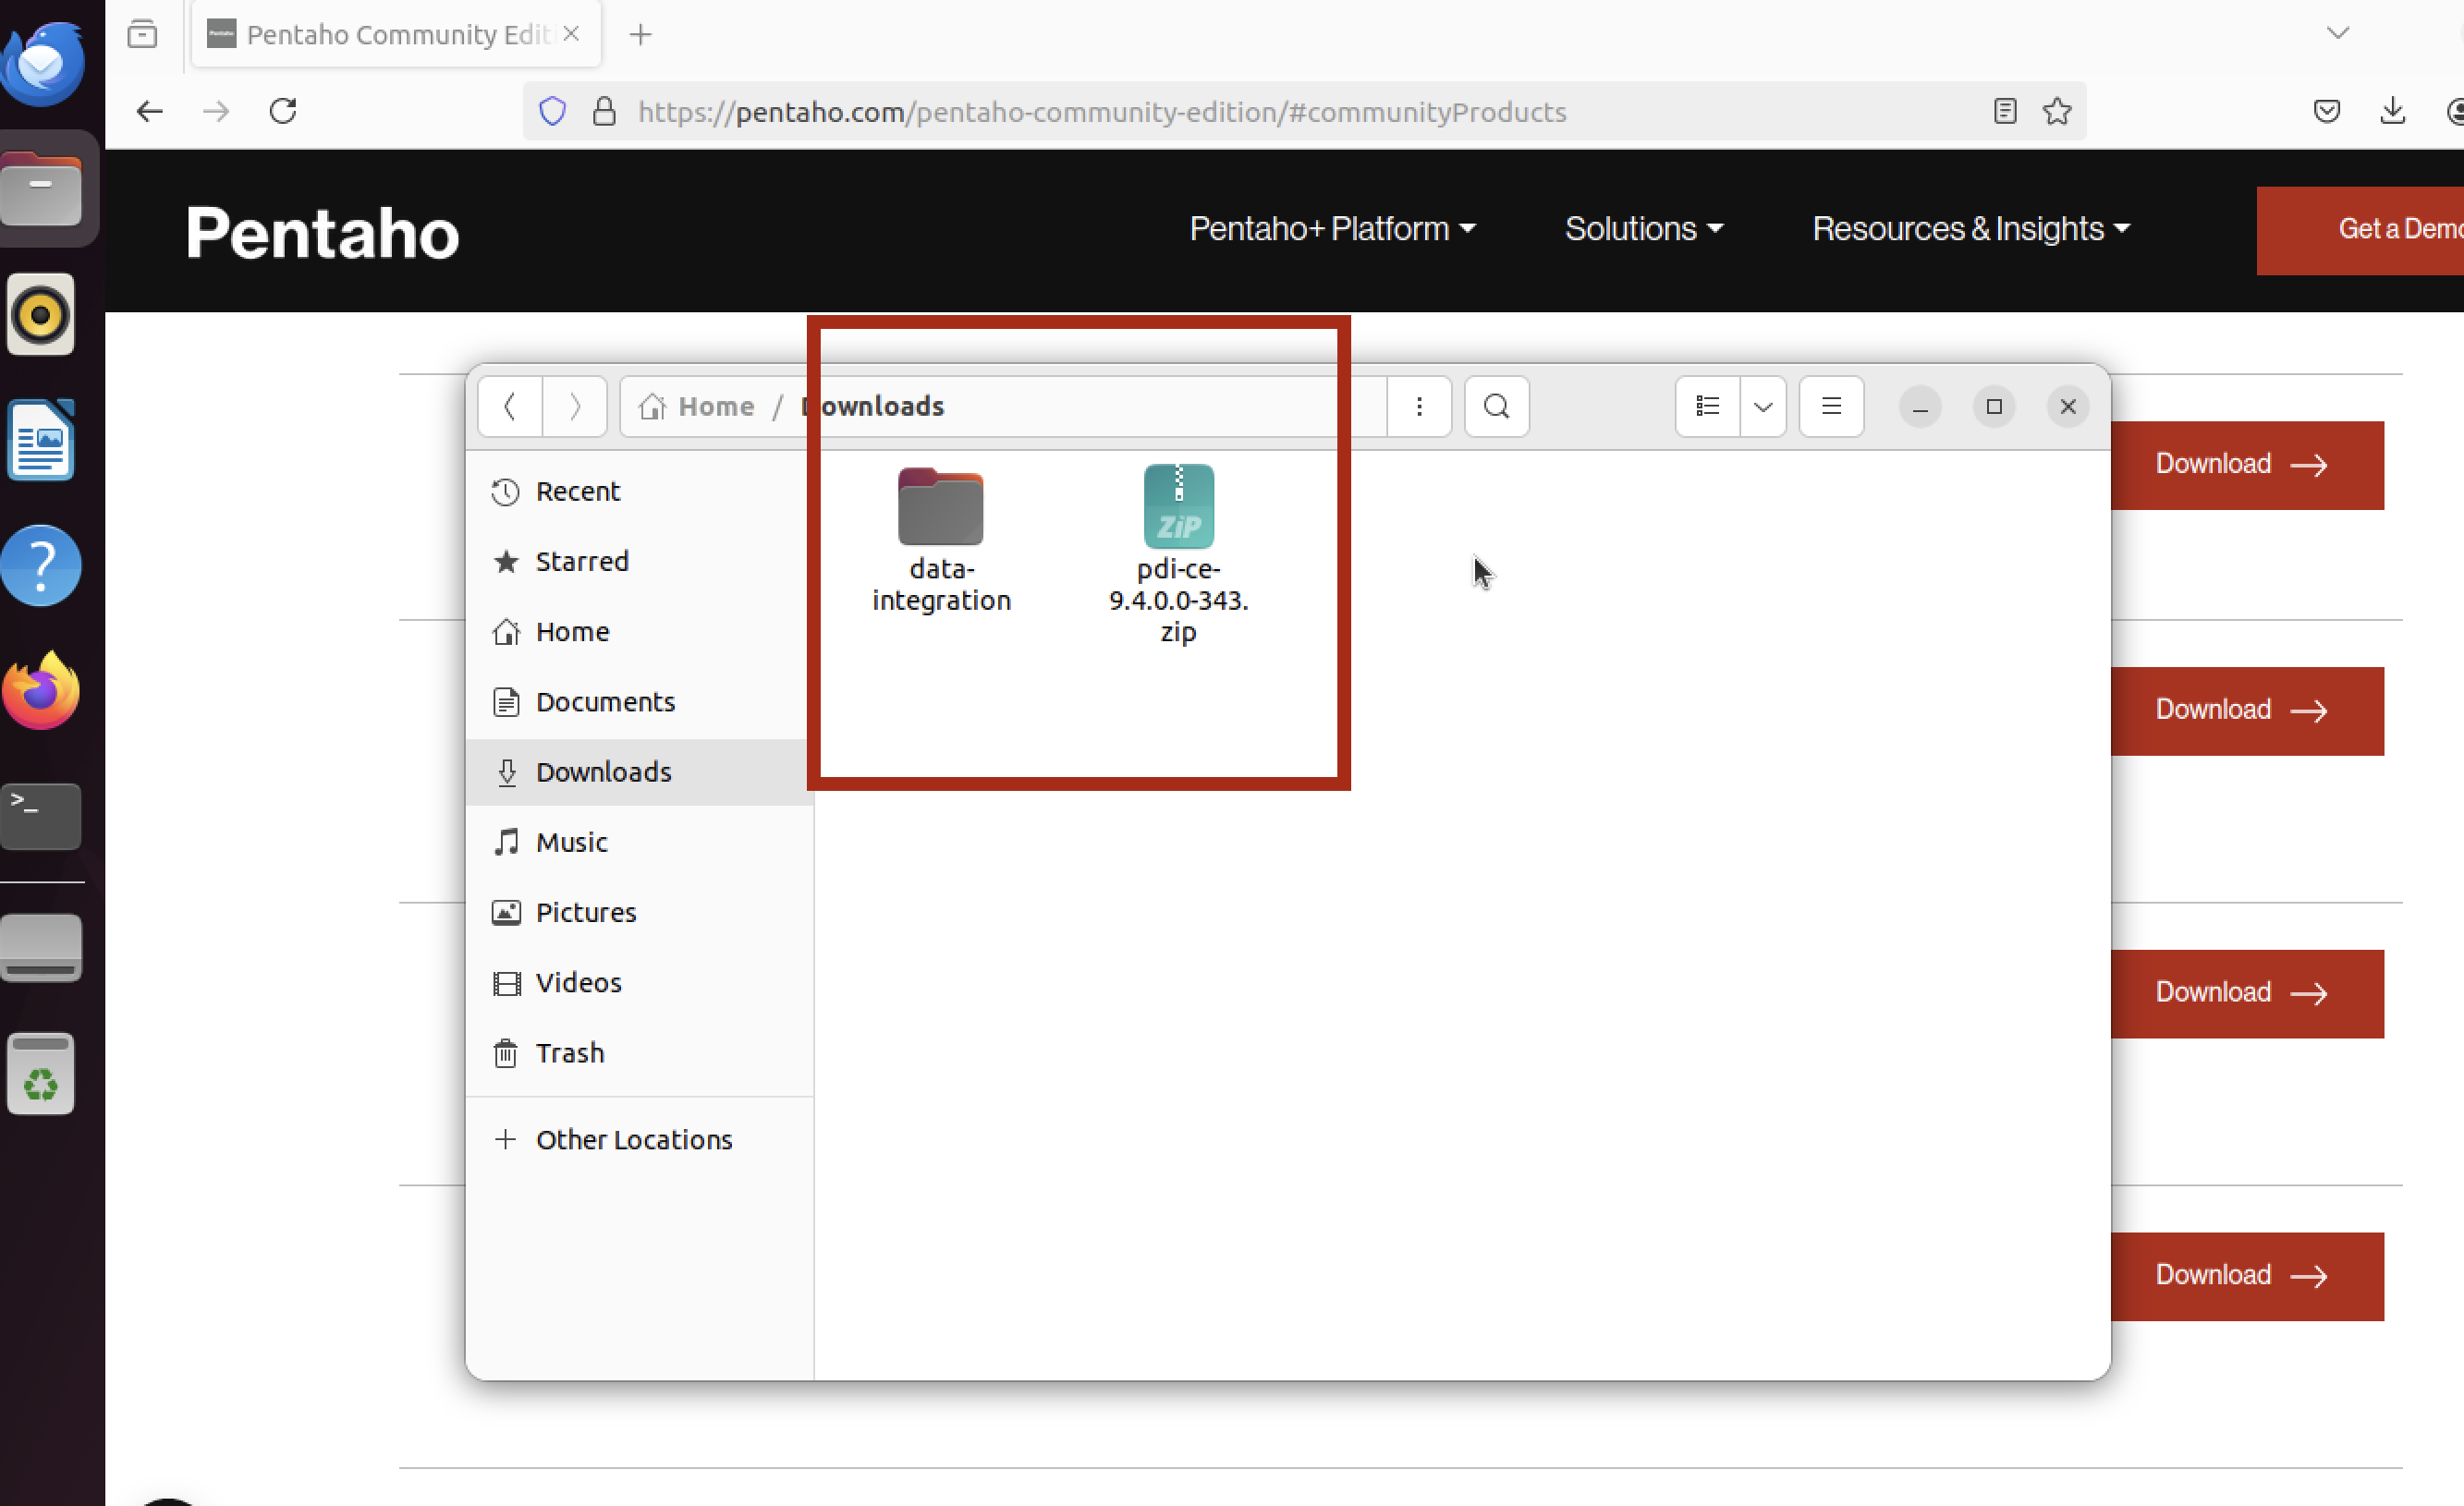 Pentaho Community Edit
https://pentaho.com/pentaho-community-edition/#communityProducts
Pentaho
Pentaho+ Platform
Solutions
Resources & Insights
Get a Demo
Home / Downloads
Recent
Starred
Home
Documents
Downloads
Music
Pictures
Videos
Trash
Other Locations
data-
integration
ZiP
pdi-ce-
9.4.0.0-343.
zip
Download
Download
Download
Download